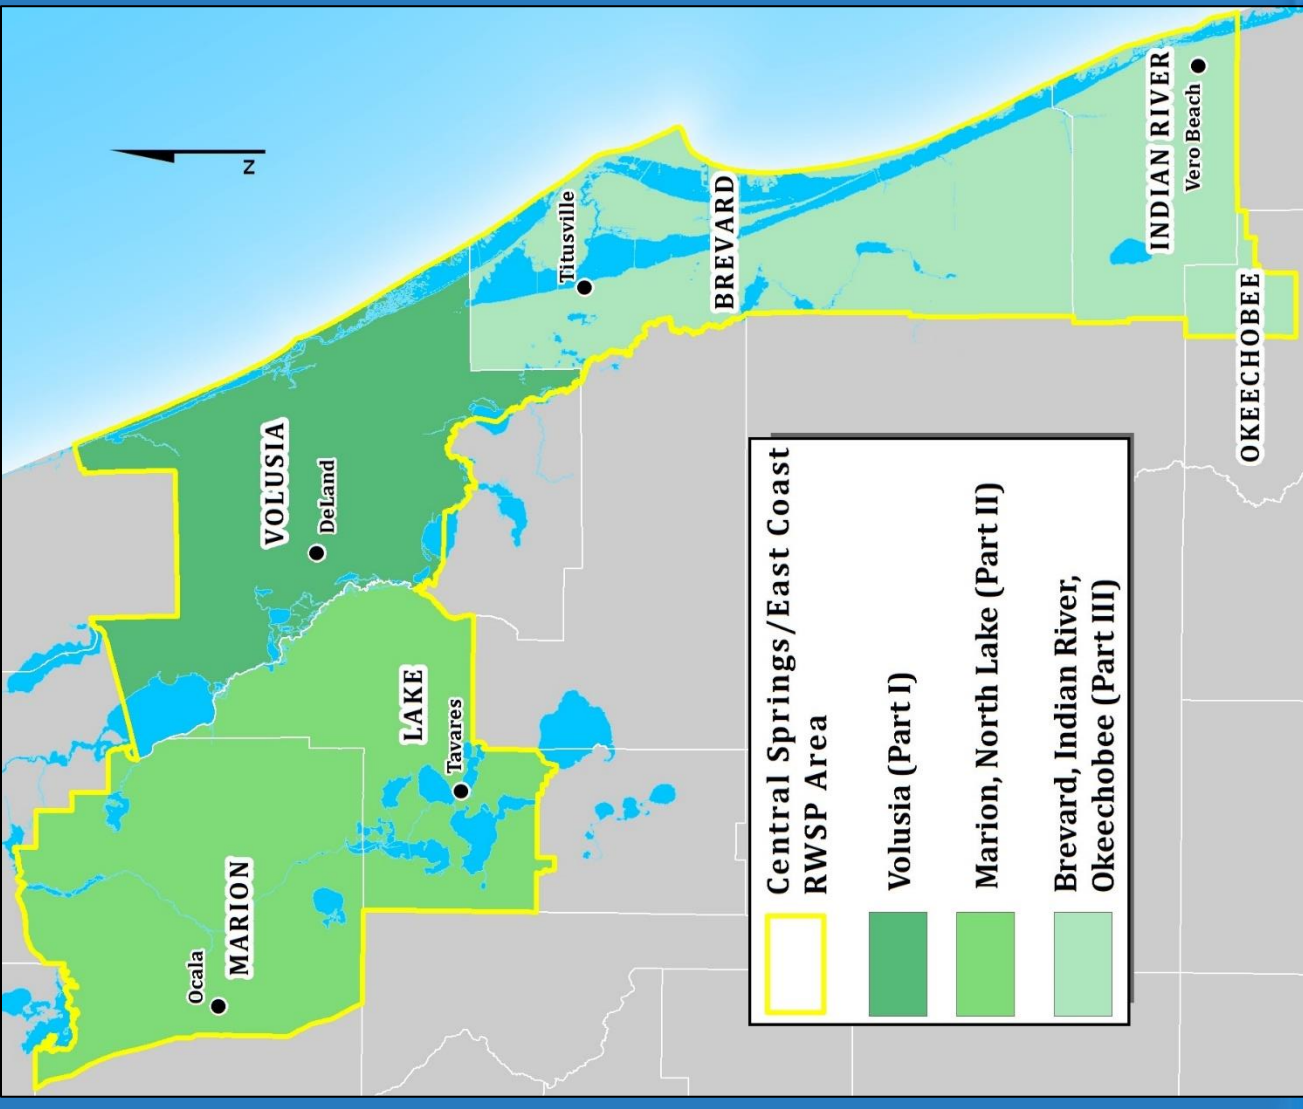 N
VOLUSIA
DeLand
MARION
Ocala
LAKE
Tavares
Titusville
BREVARD
INDIAN RIVER
Vero Beach
OKEECHOBEE
Central Springs/East Coast
RWSP Area
Volusia (Part I)
Marion, North Lake (Part II)
Brevard, Indian River,
Okeechobee (Part III)